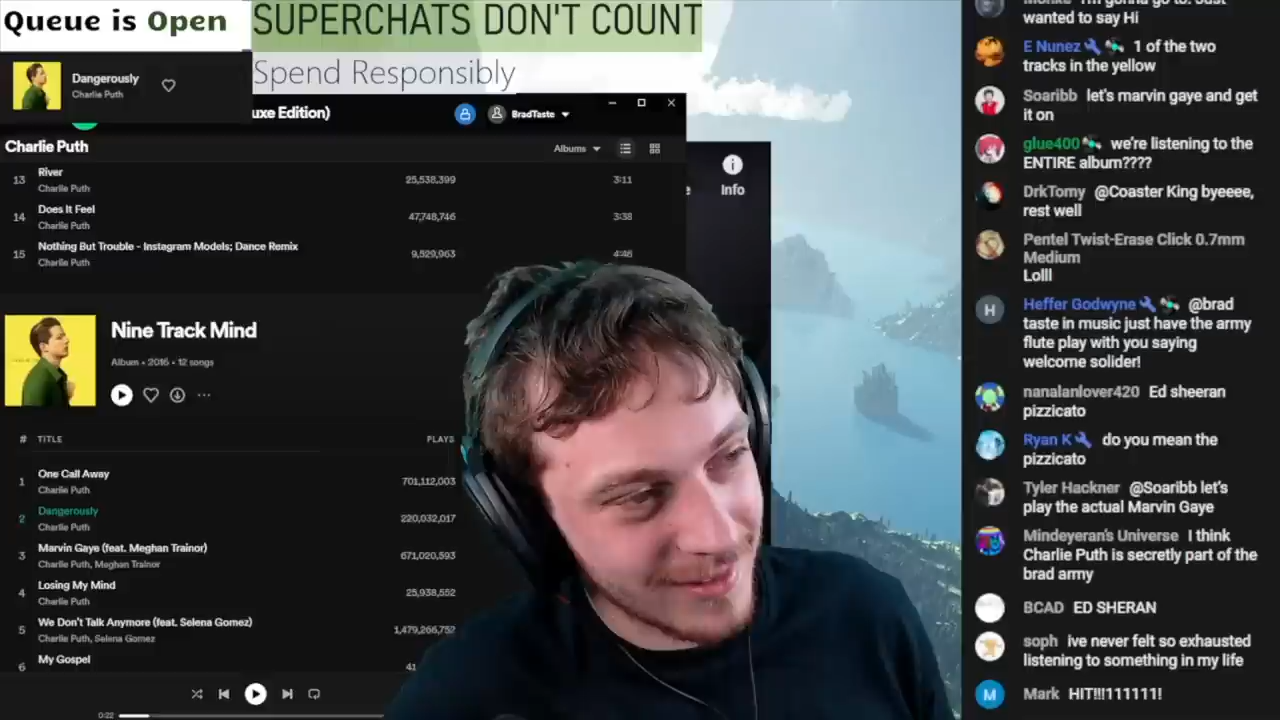 Queue is Open
SUPERCHATS DON'T COUNT
Spend Responsibly
Dangerously
Charlie Puth
uxe Edition)
BradTaste
Charlie Puth
Albums
13 River 25,538,399 3:11
Charlie Puth
14 Does It Feel 47,748,746 3:38
Charlie Puth
15 Nothing But Trouble - Instagram Models; Dance Remix 9,529,963 4:46
Charlie Puth
Info
Nine Track Mind
Album • 2016 • 12 songs
# TITLE PLAYS
1 One Call Away 701,112,003
Charlie Puth
2 Dangerously 220,032,017
Charlie Puth
3 Marvin Gaye (feat. Meghan Trainor) 671,020,593
Charlie Puth, Meghan Trainor
4 Losing My Mind 25,938,552
Charlie Puth
5 We Don't Talk Anymore (feat. Selena Gomez) 1,479,266,752
Charlie Puth, Selena Gomez
6 My Gospel 41
0:22
wanted to say Hi
E Nunez 1 of the two
tracks in the yellow
Soaribb let's marvin gaye and get
it on
glue400 we're listening to the
ENTIRE album????
DrkTomy @Coaster King byeeee,
rest well
Pentel Twist-Erase Click 0.7mm
Medium
Lolll
H Heffer Godwyne @brad
taste in music just have the army
flute play with you saying
welcome solider!
nanalanlover420 Ed sheeran
pizzicato
Ryan K do you mean the
pizzicato
Tyler Hackner @Soaribb let's
play the actual Marvin Gaye
Mindeyeran's Universe I think
Charlie Puth is secretly part of the
brad army
BCAD ED SHERAN
soph ive never felt so exhausted
listening to something in my life
M Mark HIT!!!111111!